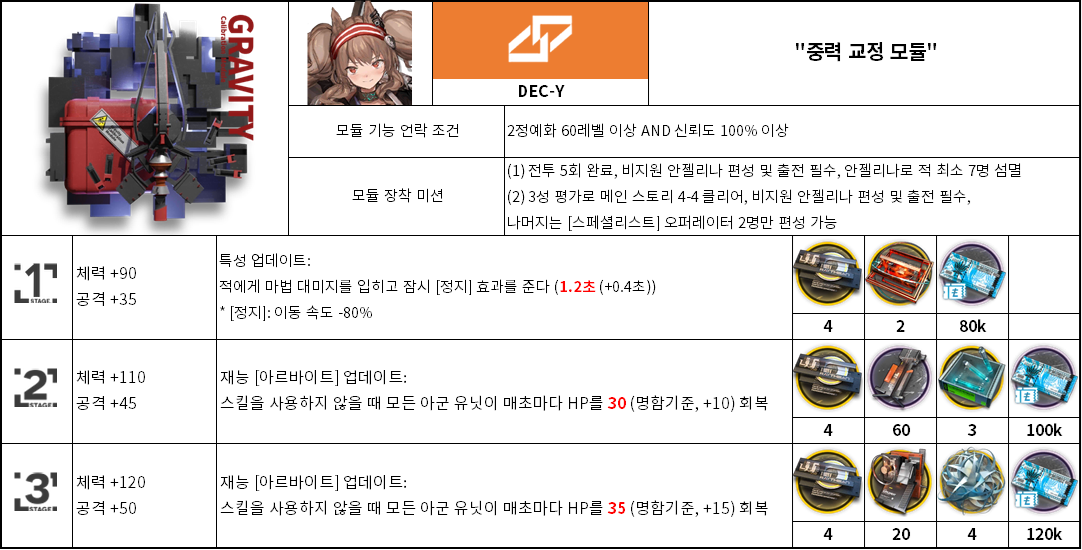 GRAVITY
"중력 교정 모듈"
DEC-Y
모듈 기능 언락 조건
2정예화 60레벨 이상 AND 신뢰도 100% 이상
모듈 장착 미션
(1) 전투 5회 완료, 비지원 안젤리나 편성 및 출전 필수, 안젤리나로 적 최소 7명 섬멸
(2) 3성 평가로 메인 스토리 4-4 클리어, 비지원 안젤리나 편성 및 출전 필수,
나머지는 [스페셜리스트] 오퍼레이터 2명만 편성 가능
1
STAGE
체력 +90
공격 +35
특성 업데이트:
적에게 마법 대미지를 입히고 잠시 [정지] 효과를 준다 (1.2초 (+0.4초))
* [정지]: 이동 속도 -80%
4
2
80k
2
STAGE
체력 +110
공격 +45
재능 [아르바이트] 업데이트:
스킬을 사용하지 않을 때 모든 아군 유닛이 매초마다 HP를 30 (명함기준, +10) 회복
4
60
3
100k
3
STAGE
체력 +120
공격 +50
재능 [아르바이트] 업데이트:
스킬을 사용하지 않을 때 모든 아군 유닛이 매초마다 HP를 35 (명함기준, +15) 회복
4
20
4
120k